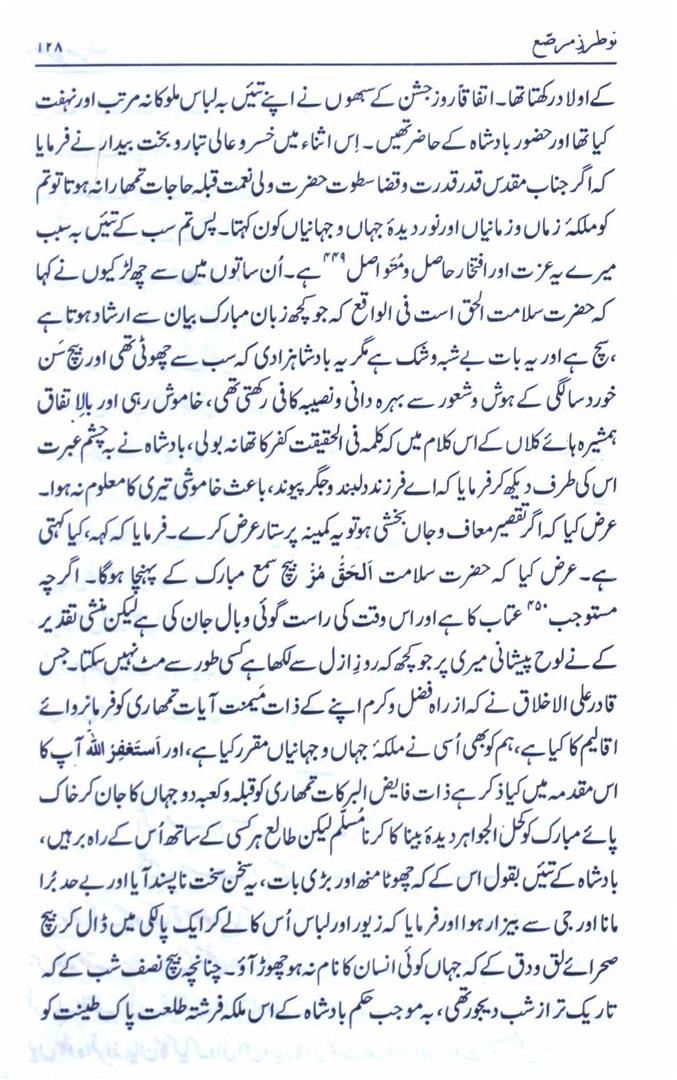 نو طرزِ مرصّع ۱۲۸
کے اولاد رکھتا تھا۔ اتفاقاً روز جشن کے سبھوں نے اپنے تئیں بہ لباس ملوکانہ مرتب اور نہفت
کیا تھا اور حضور بادشاہ کے حاضر تھیں۔ اِس اثناء میں خسرو عالی تبار و بخت بیدار نے فرمایا
کہ اگر جناب مقدس قدر قدرت و قضا سطوت حضرت ولی نعمت قبلہ حاجات تمھارا نہ ہوتا تو تم
کو ملکۂ زماں و زمانیاں اور نوردیدۂ جہاں و جہانیاں کون کہتا۔ پس تم سب کے تئیں بہ سبب
میرے یہ عزت اور افتخار حاصل و مُتَواصل ۴۴۹ ہے۔ اُن ساتوں میں سے چھ لڑکیوں نے کہا
کہ حضرت سلامت الحق است فی الواقع کہ جو کچھ زبان مبارک بیان سے ارشاد ہوتا ہے
،سچ ہے اور یہ بات بے شبہ و شک ہے مگر یہ بادشاہزادی کہ سب سے چھوٹی تھی اور بیچ سَن
خورد سالگی کے ہوش و شعور سے بہرہ دانی و نصیبہ کافی رکھتی تھی، خاموش رہی اور بالاِ تفاق
ہمشیرہ ہائے کلاں کے اس کلام میں کہ کلمہ فی الحقیقت کفر کا تھا نہ بولی، بادشاہ نے بہ چشم عبرت
اس کی طرف دیکھ کر فرمایا کہ اے فرزند دلبند و جگر پیوند، باعث خاموشی تیری کا معلوم نہ ہوا۔
عرض کیا کہ اگر تقصیر معاف و جاں بخشی ہو تو یہ کمینہ پرستار عرض کرے۔ فرمایا کہ کہہ، کیا کہتی
ہے۔ عرض کیا کہ حضرت سلامت اَلحَقُّ مُرٌّ بیچ سمع مبارک کے پہنچا ہوگا۔ اگرچہ
مستوجب ۴۵۰ عتاب کا ہے اور اس وقت کی راست گوئی وبال جان کی ہے لیکن منشی تقدیر
کے نے لوح پیشانی میری پر جو کچھ کہ روز ازل سے لکھا ہے کسی طور سے مٹ نہیں سکتا۔ جس
قادر علی الاخلاق نے کہ از راہ فضل و کرم اپنے کے ذات مَیمنت آیات تمھاری کو فرمانروائے
اقالیم کا کیا ہے، ہم کو بھی اُسی نے ملکۂ جہاں و جہانیاں مقرر کیا ہے، اور اَستَغفِرُ اللّٰہ آپ کا
اس مقدمہ میں کیا ذکر ہے ذات فایض البرکات تمھاری کو قبلہ و کعبہ دو جہاں کا جان کر خاک
پائے مبارک کو کُحل الجواہر دیدۂ بینا کا کرنا مُسلّم لیکن طالع ہر کسی کے ساتھ اُس کے راہ بر ہیں،
بادشاہ کے تئیں بقول اس کے کہ چھوٹا منھ اور بڑی بات، یہ سخن سخت ناپسند آیا اور بے حد بُرا
مانا اور جی سے بیزار ہوا اور فرمایا کہ زیور اور لباس اُس کا لے کر ایک پالکی میں ڈال کر بیچ
صحرائے لق و دق کے کہ جہاں کوئی انسان کا نام نہ ہو چھوڑ آؤ۔ چنانچہ بیچ نصف شب کے کہ
تاریک تر از شب دیجور تھی، بہ موجب حکم بادشاہ کے اس ملکہ فرشتہ طلعت پاک طینت کو